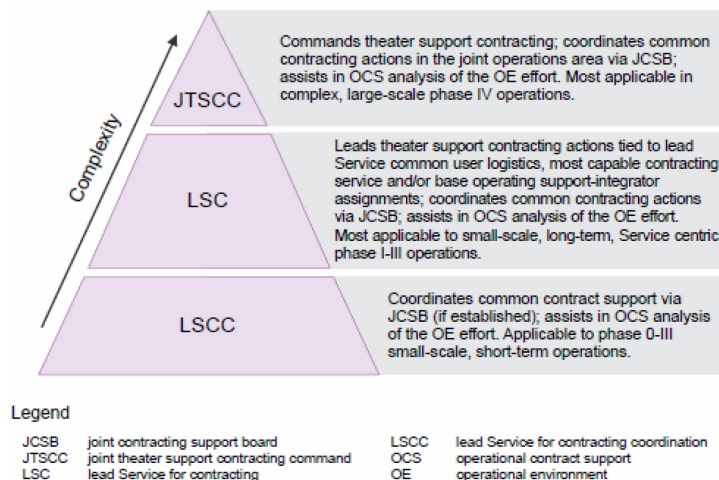 Commands theater support contracting; coordinates common
contracting actions in the joint operations area via JCSB;
assists in OCS analysis of the OE effort. Most applicable in
complex, large-scale phase IV operations.
JTSCC
Complexity
Leads theater support contracting actions tied to lead
Service common user logistics, most capable contracting
service and/or base operating support-integrator
assignments; coordinates common contracting actions
via JCSB; assists in OCS analysis of the OE effort.
Most applicable to small-scale, long-term, Service centric
phase I-III operations.
LSC
Coordinates common contract support via
JCSB (if established); assists in OCS analysis
of the OE effort. Applicable to phase 0-III
small-scale, short-term operations.
LSCC
Legend
JCSB joint contracting support board
JTSCC joint theater support contracting command
LSC lead Service for contracting
LSCC lead Service for contracting coordination
OCS operational contract support
OE operational environment